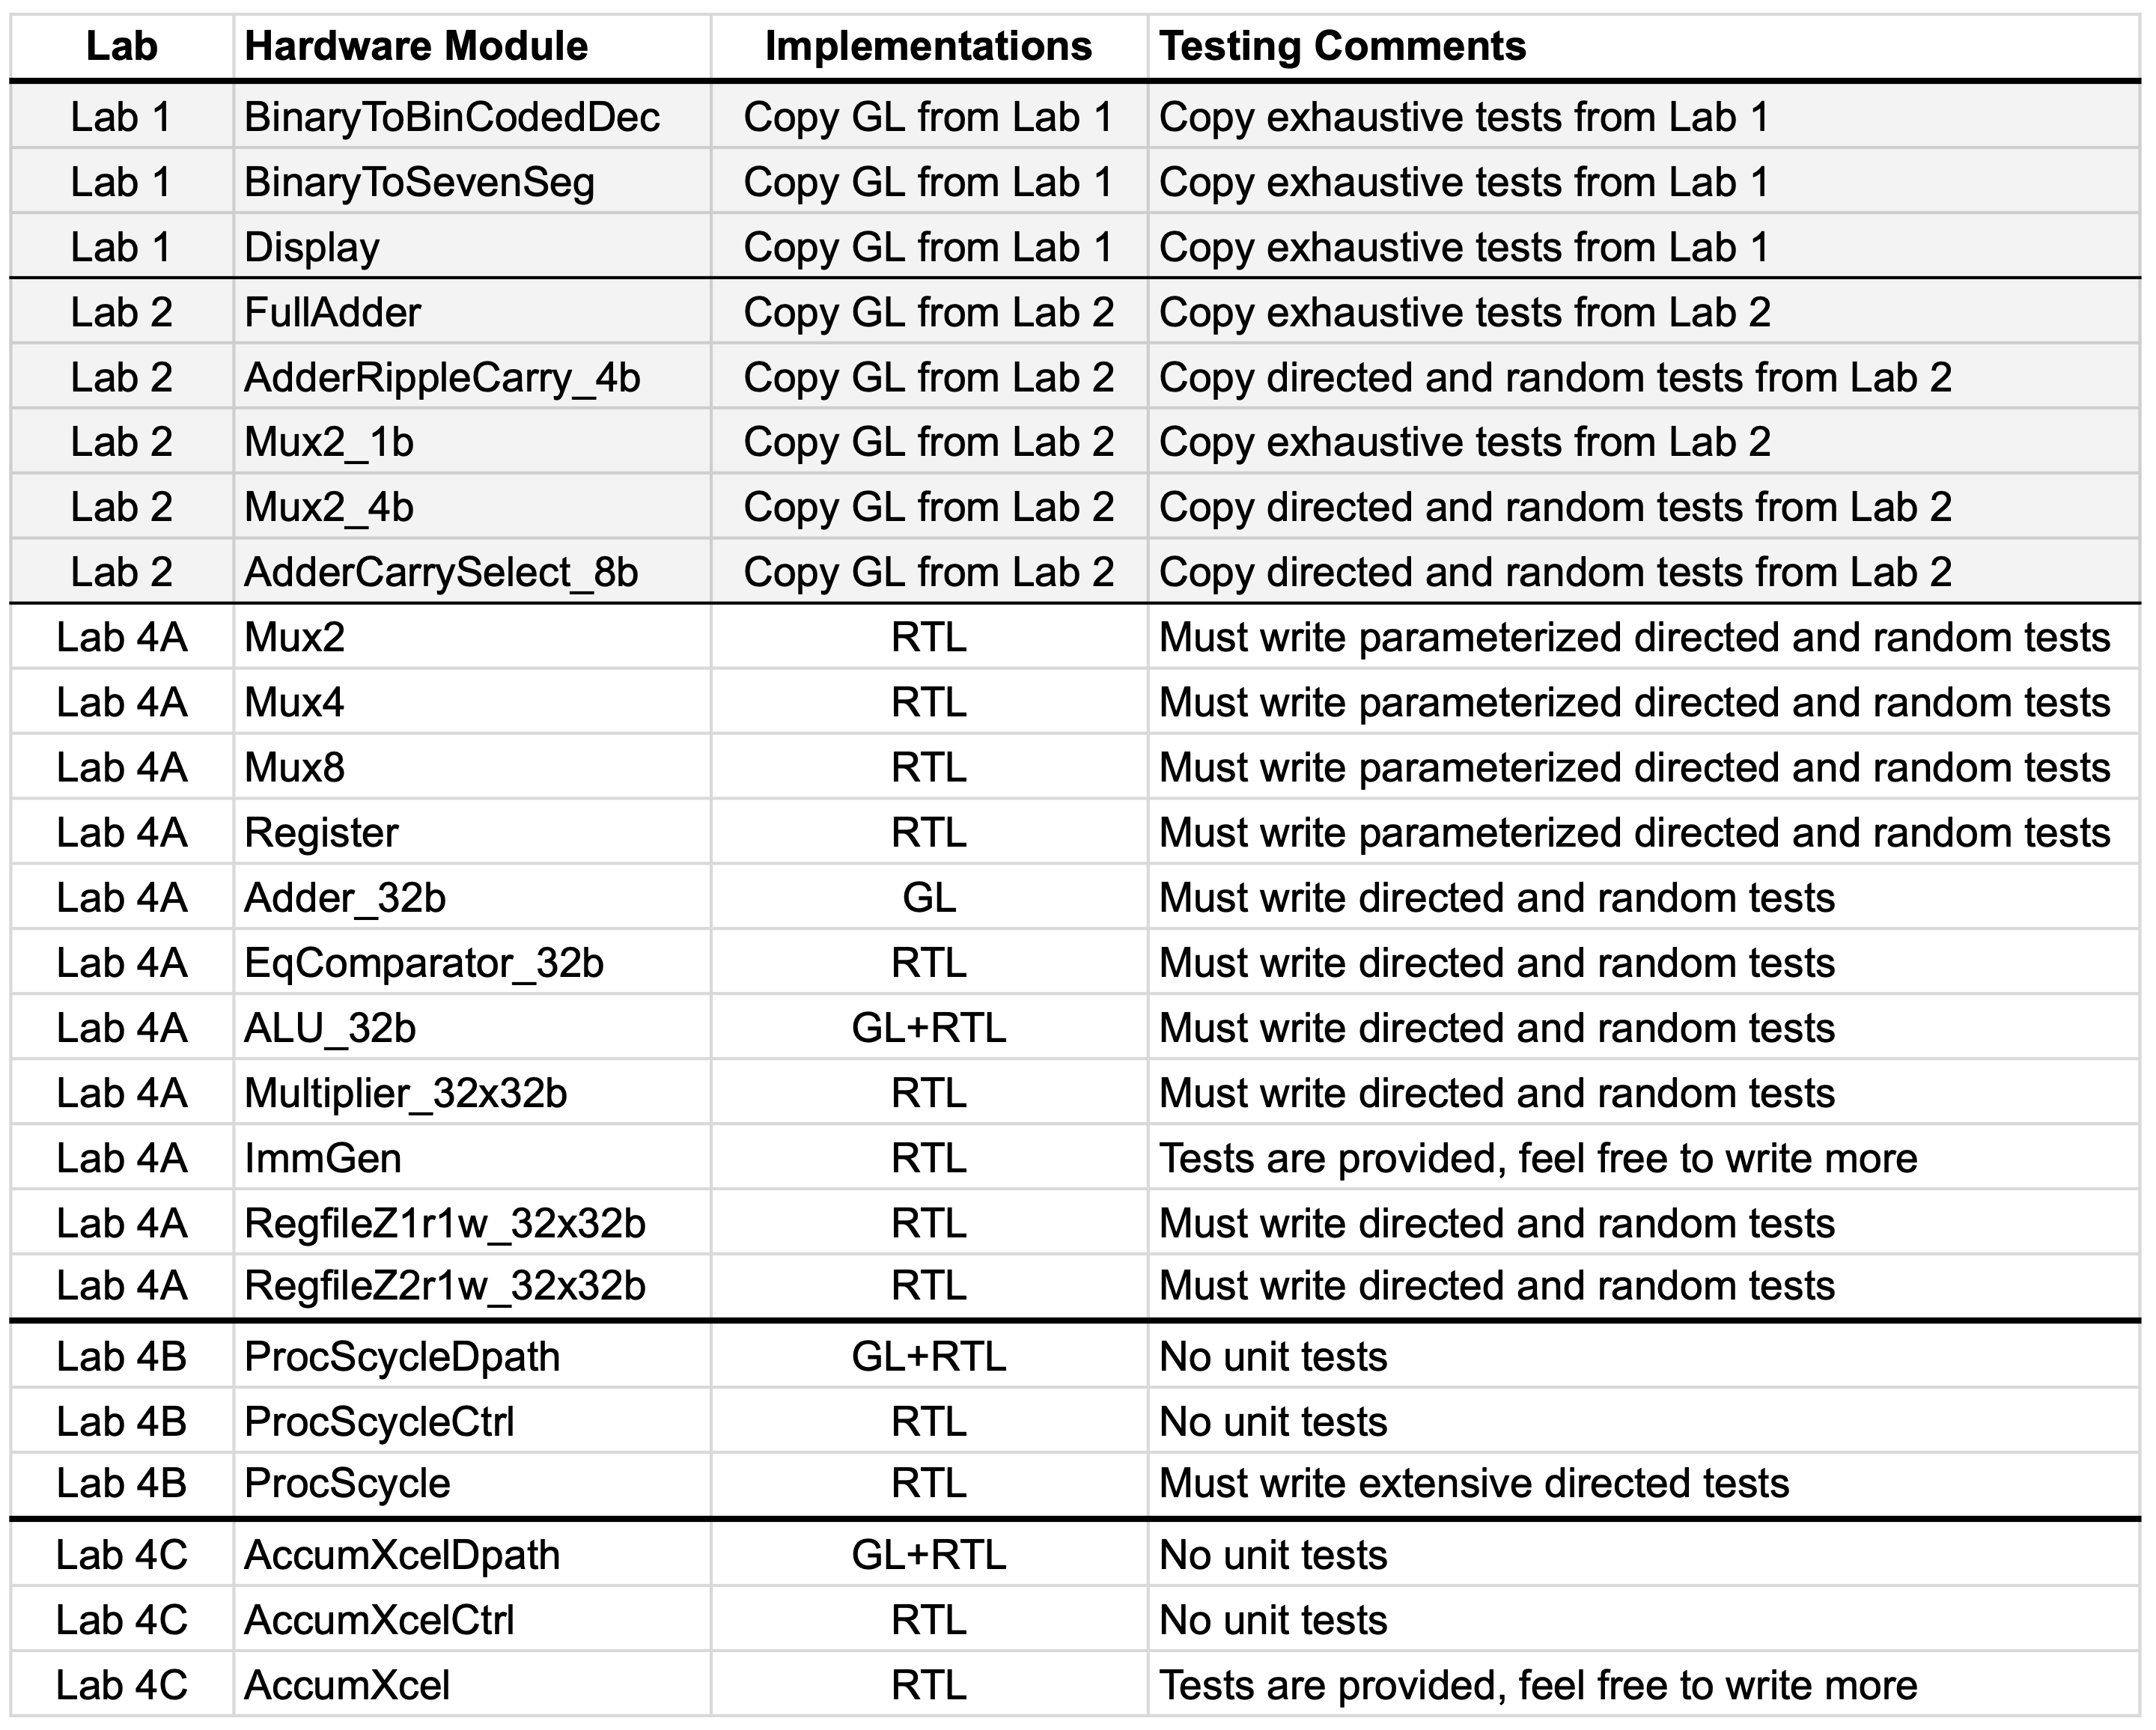 Lab Hardware Module Implementations Testing Comments
Lab 1 BinaryToBinCodedDec Copy GL from Lab 1 Copy exhaustive tests from Lab 1
Lab 1 BinaryToSevenSeg Copy GL from Lab 1 Copy exhaustive tests from Lab 1
Lab 1 Display Copy GL from Lab 1 Copy exhaustive tests from Lab 1
Lab 2 FullAdder Copy GL from Lab 2 Copy exhaustive tests from Lab 2
Lab 2 AdderRippleCarry_4b Copy GL from Lab 2 Copy directed and random tests from Lab 2
Lab 2 Mux2_1b Copy GL from Lab 2 Copy exhaustive tests from Lab 2
Lab 2 Mux2_4b Copy GL from Lab 2 Copy directed and random tests from Lab 2
Lab 2 AdderCarrySelect_8b Copy GL from Lab 2 Copy directed and random tests from Lab 2
Lab 4A Mux2 RTL Must write parameterized directed and random tests
Lab 4A Mux4 RTL Must write parameterized directed and random tests
Lab 4A Mux8 RTL Must write parameterized directed and random tests
Lab 4A Register RTL Must write parameterized directed and random tests
Lab 4A Adder_32b GL Must write directed and random tests
Lab 4A EqComparator_32b RTL Must write directed and random tests
Lab 4A ALU_32b GL+RTL Must write directed and random tests
Lab 4A Multiplier_32x32b RTL Must write directed and random tests
Lab 4A ImmGen RTL Tests are provided, feel free to write more
Lab 4A RegfileZ1r1w_32x32b RTL Must write directed and random tests
Lab 4A RegfileZ2r1w_32x32b RTL Must write directed and random tests
Lab 4B ProcScycleDpath GL+RTL No unit tests
Lab 4B ProcScycleCtrl RTL No unit tests
Lab 4B ProcScycle RTL Must write extensive directed tests
Lab 4C AccumXcelDpath GL+RTL No unit tests
Lab 4C AccumXcelCtrl RTL No unit tests
Lab 4C AccumXcel RTL Tests are provided, feel free to write more